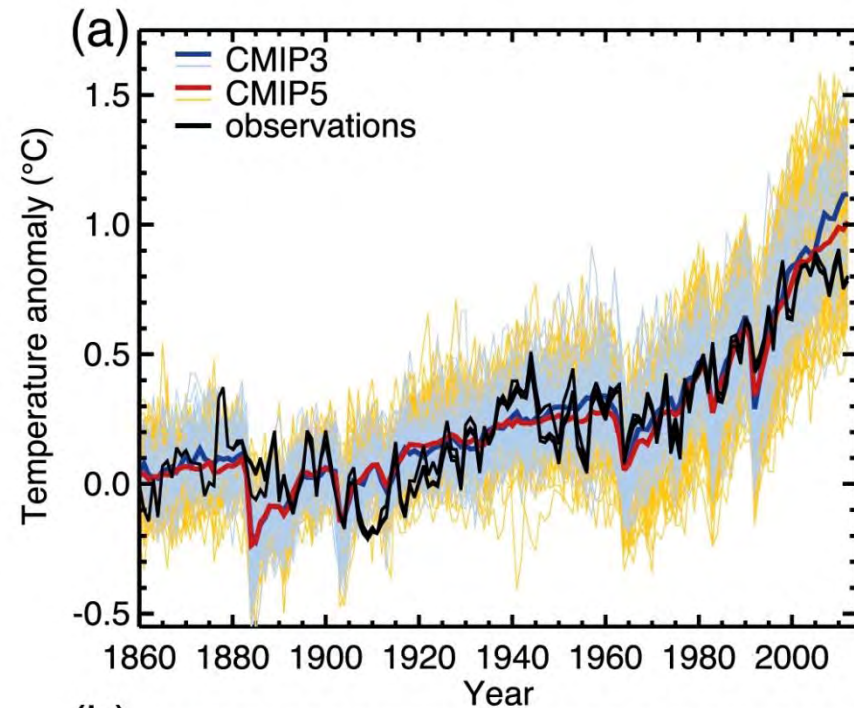 (a)
CMIP3
CMIP5
observations
Temperature anomaly (°C)
1.5
1.0
0.5
0.0
-0.5
1860 1880 1900 1920 1940 1960 1980 2000
Year